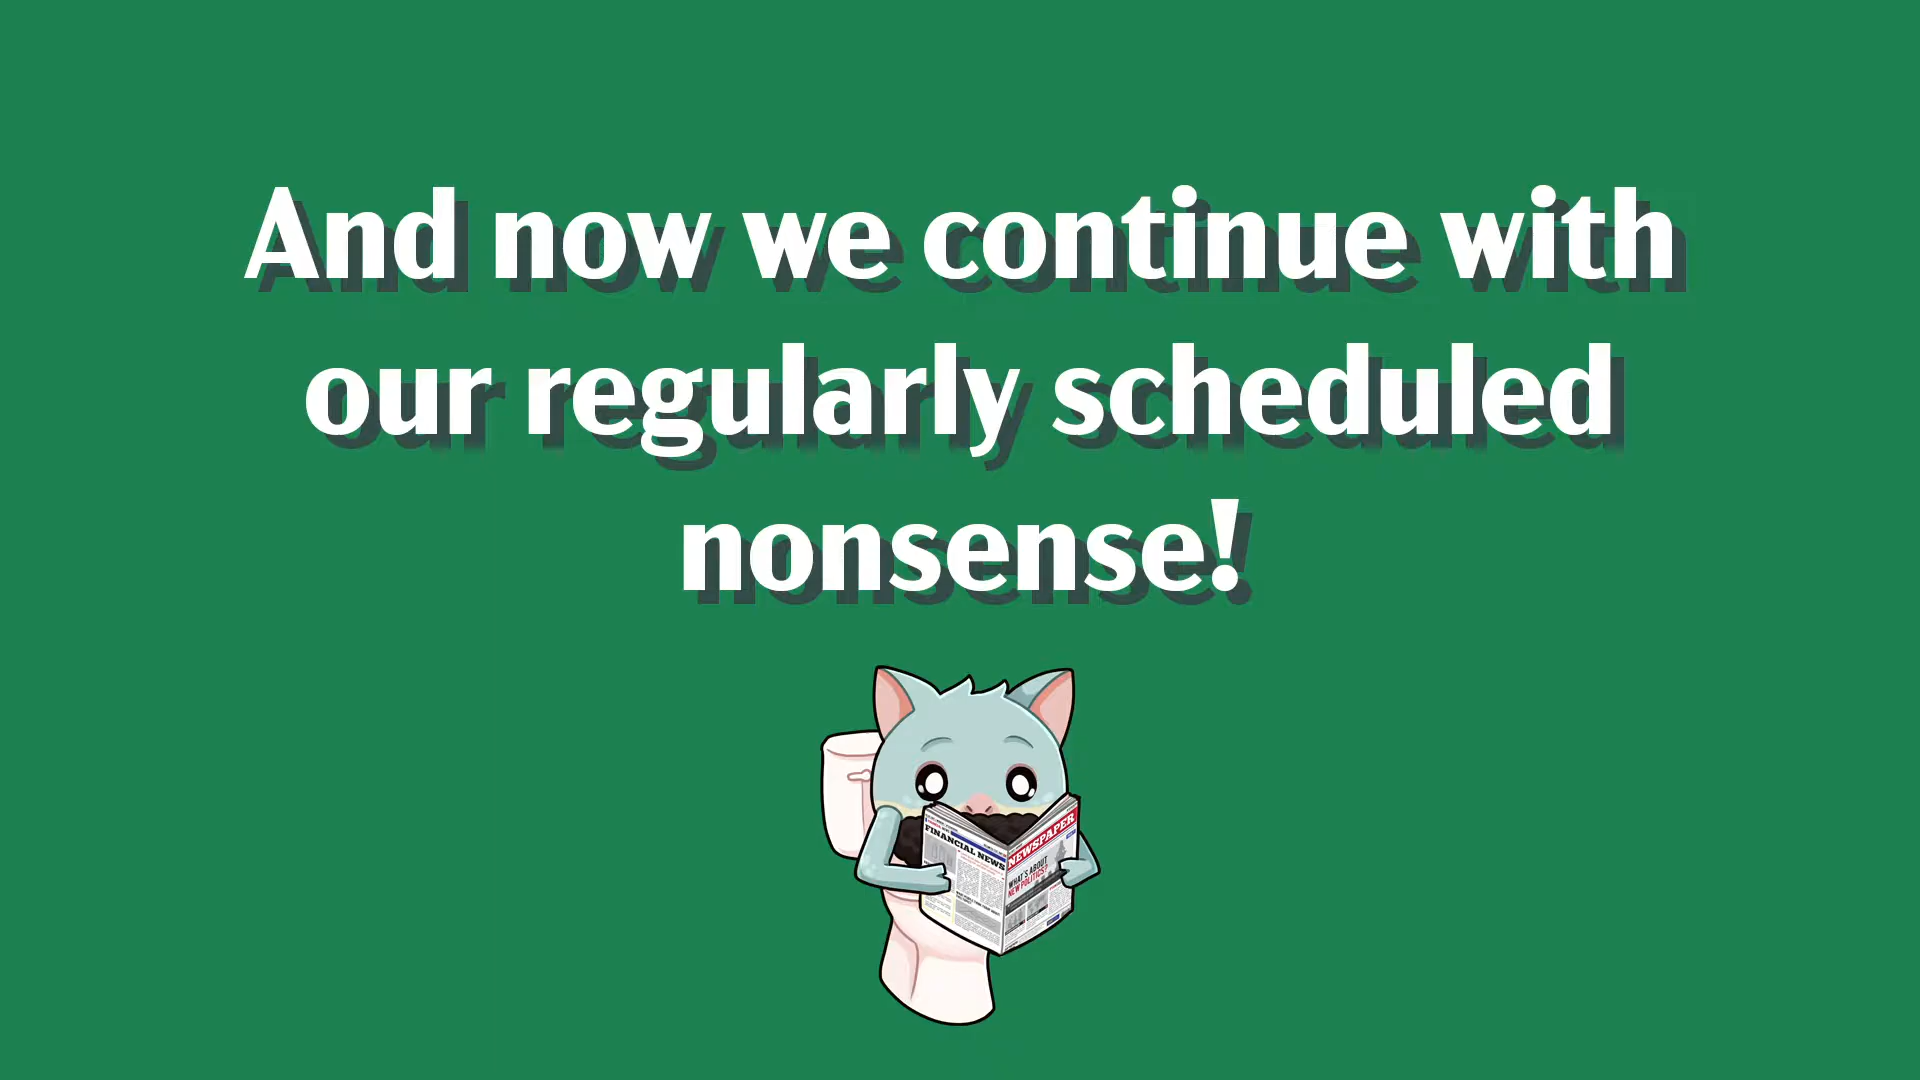 And now we continue with
our regularly scheduled
nonsense!
FINANCIAL NEWS
NEWSPAPER
WHAT'S ABOUT
NEW POLITICS?